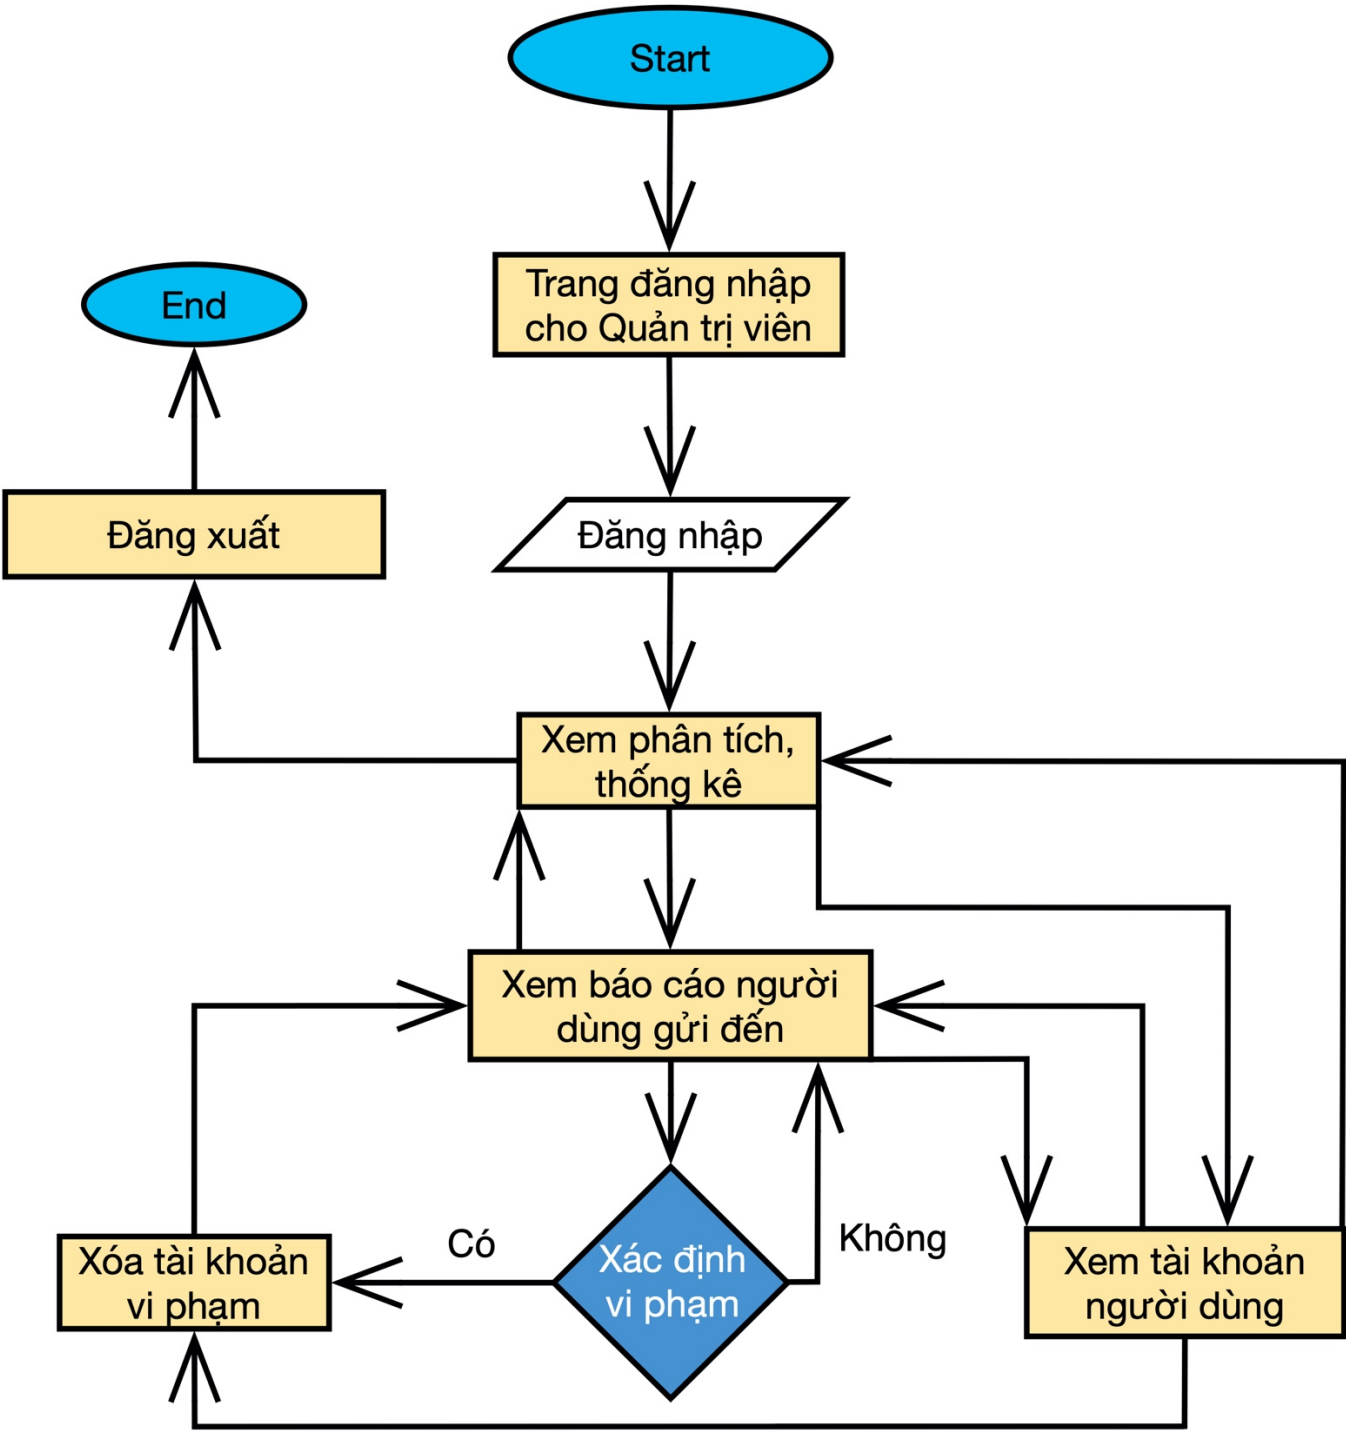 Start
Trang đăng nhập
cho Quản trị viên
End
Đăng xuất
Đăng nhập
Xem phân tích,
thống kê
Xem báo cáo người
dùng gửi đến
Có
Không
Xóa tài khoản
vi phạm
Xác định
vi phạm
Xem tài khoản
người dùng